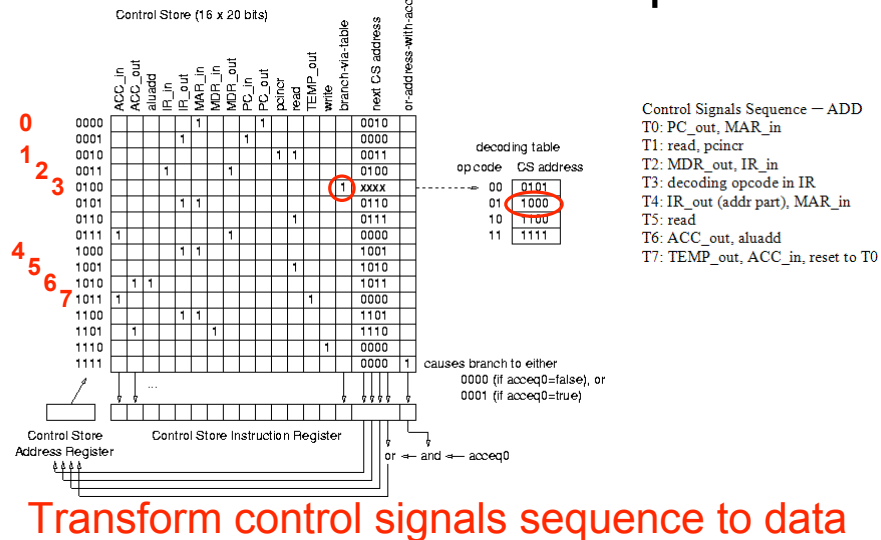 Control Store (16 x 20 bits)
ACC_in
ACC_out
aluadd
IR_in
IR_out
MAR_in
MDR_in
MDR_out
PC_in
PC_out
pcincr
read
TEMP_out
write
branch-via-table
next CS address
or-address-with-acc
0 0000 1 1 0010
0001 1 1 0000
1 0010 1 1 0011
2 0011 1 1 0100
3 0100 1 xxxx
0101 1 1 0110
0110 1 0111
0111 1 1 0000
4 1000 1 1 1001
5 1001 1 1010
6 1010 1 1 1011
7 1011 1 1 0000
1100 1 1 1101
1101 1 1 1110
1110 1 0000
1111 0000 1
decoding table
opcode CS address
00 0101
01 1000
10 1100
11 1111
Control Signals Sequence — ADD
T0: PC_out, MAR_in
T1: read, pcincr
T2: MDR_out, IR_in
T3: decoding opcode in IR
T4: IR_out (addr part), MAR_in
T5: read
T6: ACC_out, aluadd
T7: TEMP_out, ACC_in, reset to T0
causes branch to either
0000 (if acceq0=false), or
0001 (if acceq0=true)
...
Control Store
Address Register
Control Store Instruction Register
or and acceq0
Transform control signals sequence to data